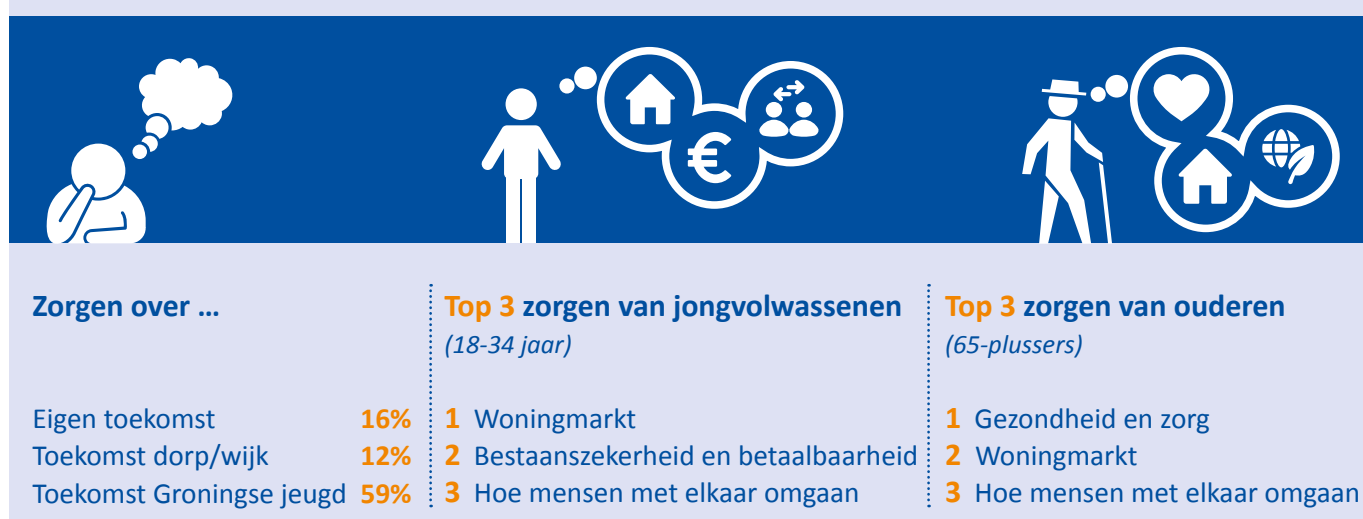 Zorgen over ...
Eigen toekomst 16%
Toekomst dorp/wijk 12%
Toekomst Groningse jeugd 59%
Top 3 zorgen van jongvolwassenen
(18-34 jaar)
1 Woningmarkt
2 Bestaanszekerheid en betaalbaarheid
3 Hoe mensen met elkaar omgaan
Top 3 zorgen van ouderen
(65-plussers)
1 Gezondheid en zorg
2 Woningmarkt
3 Hoe mensen met elkaar omgaan
€